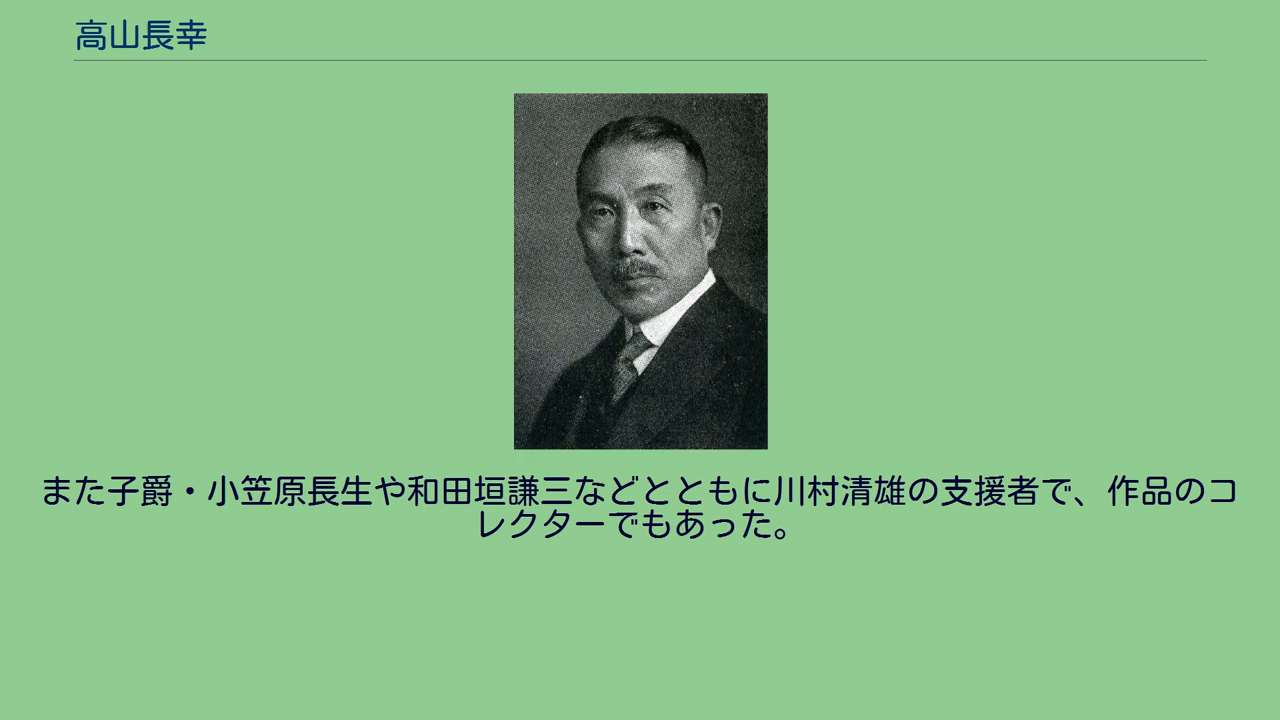 高山長幸
また子爵・小笠原長生や和田垣謙三などとともに川村清雄の支援者で、作品のコ
レクターでもあった。